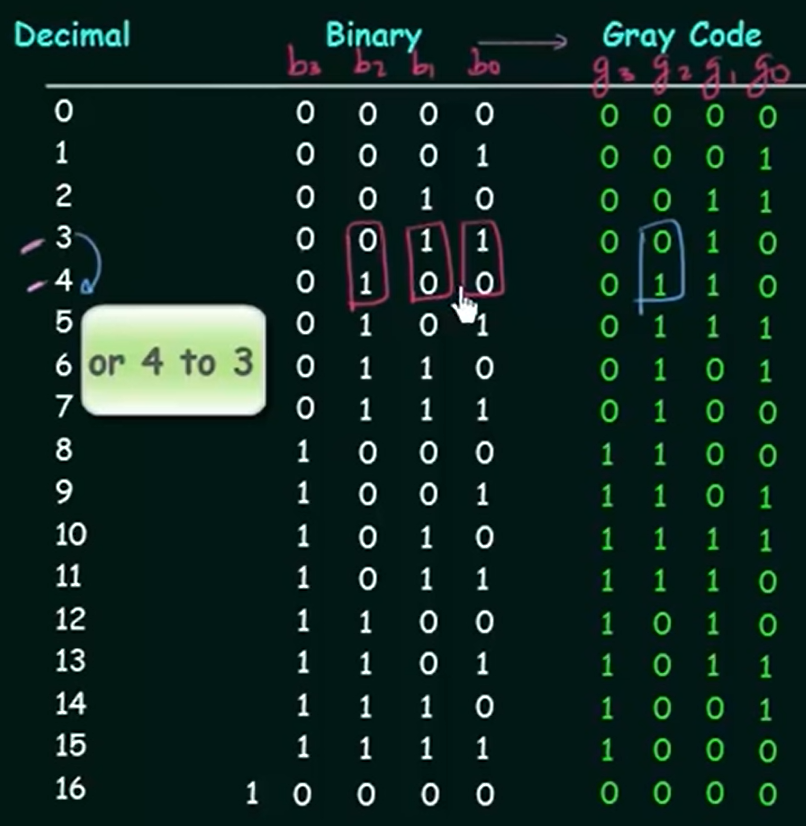 Decimal Binary → Gray Code
b3 b2 b1 b0 g3 g2 g1 g0
0 0 0 0 0 0 0 0 0
1 0 0 0 1 0 0 0 1
2 0 0 1 0 0 0 1 1
3 0 0 1 1 0 0 1 0
4 0 1 0 0 0 1 1 0
5 0 1 0 1 0 1 1 1
or 4 to 3
6 0 1 1 0 0 1 0 1
7 0 1 1 1 0 1 0 0
8 1 0 0 0 1 1 0 0
9 1 0 0 1 1 1 0 1
10 1 0 1 0 1 1 1 1
11 1 0 1 1 1 1 1 0
12 1 1 0 0 1 0 1 0
13 1 1 0 1 1 0 1 1
14 1 1 1 0 1 0 0 1
15 1 1 1 1 1 0 0 0
16 1 0 0 0 0 0 0 0 0